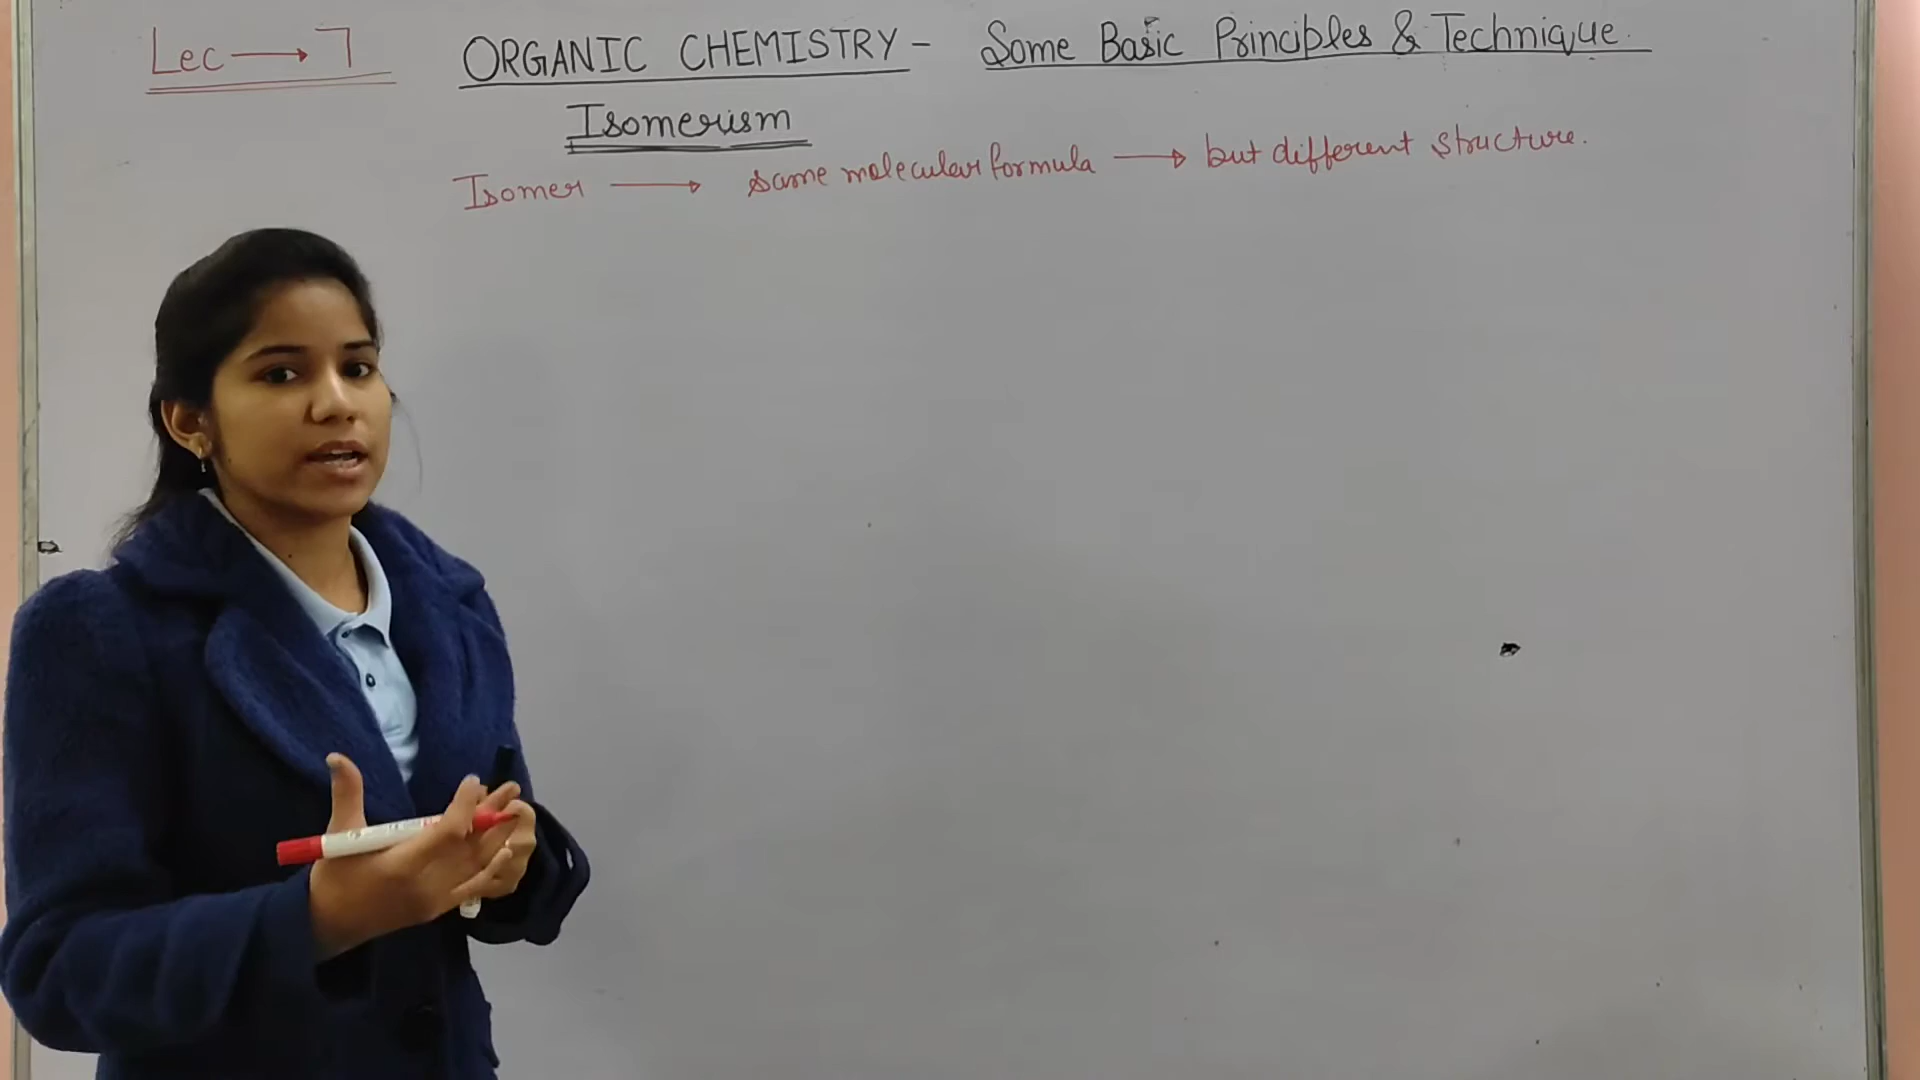 Lec → 7 ORGANIC CHEMISTRY - Some Basic Principles & Technique.
Isomerism
Isomer → same molecular formula → but different structure.